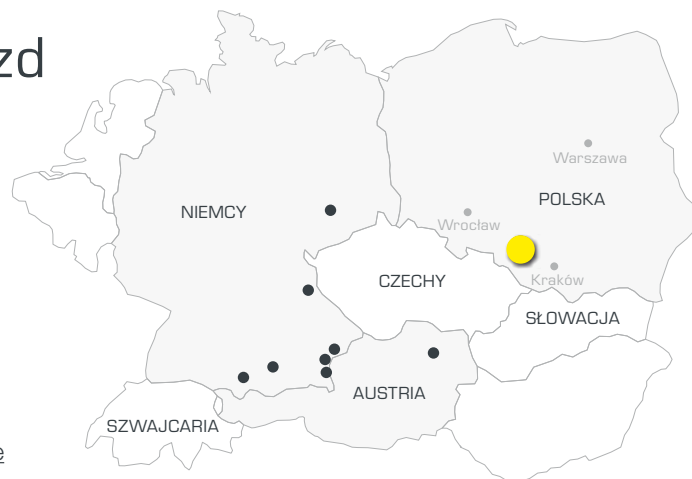 zd
Warszawa
POLSKA
NIEMCY
Wrocław
Kraków
CZECHY
SŁOWACJA
AUSTRIA
SZWAJCARIA
e